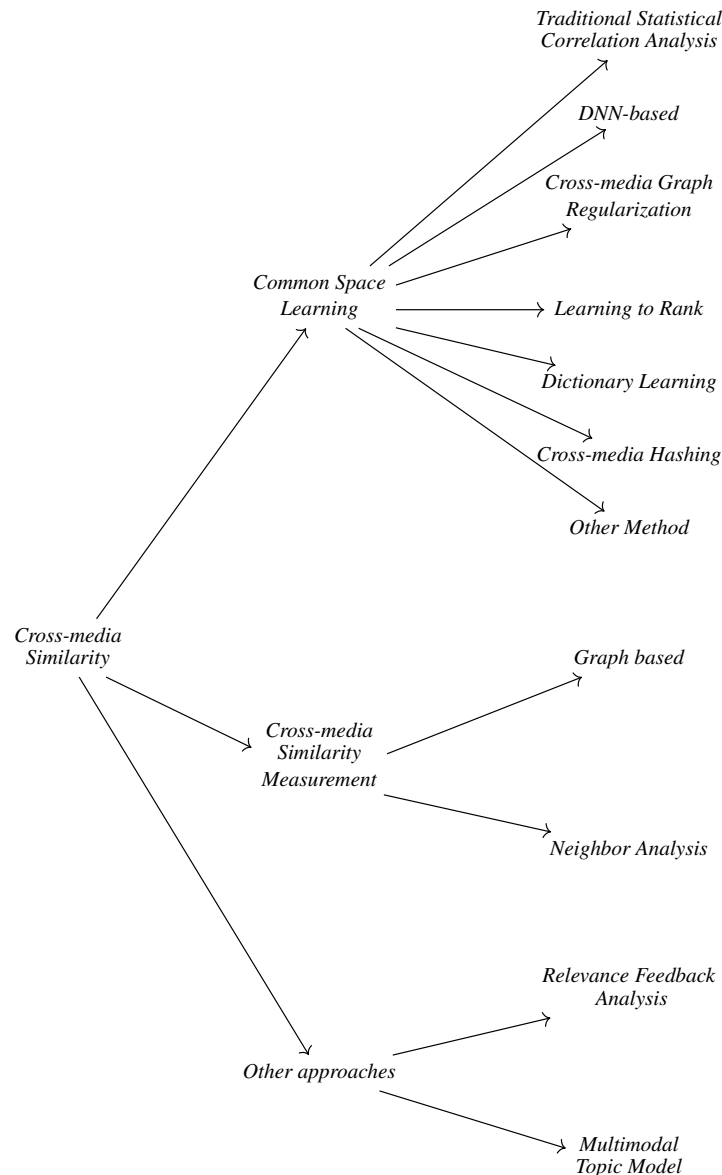 Traditional Statistical
Correlation Analysis
DNN-based
Cross-media Graph
Regularization
Common Space
Learning
Learning to Rank
Dictionary Learning
Cross-media Hashing
Other Method
Cross-media
Similarity
Graph based
Cross-media
Similarity
Measurement
Neighbor Analysis
Relevance Feedback
Analysis
Other approaches
Multimodal
Topic Model